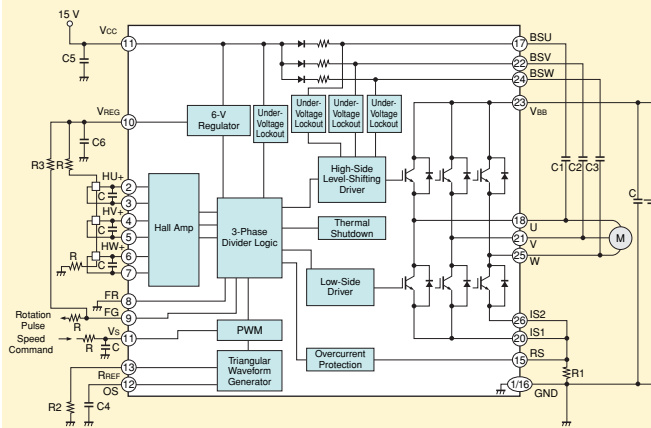 15 V
VCC
11
C5
VREG
10
6-V
Regulator
Under-
Voltage
Lockout
Under-
Voltage
Lockout
Under-
Voltage
Lockout
Under-
Voltage
Lockout
17
BSU
22
BSV
24
BSW
23
VBB
R3
R
C6
HU+
C
2
3
HV+
C
4
5
HW+
C
6
7
R
Hall Amp
3-Phase
Divider Logic
High-Side
Level-Shifting
Driver
Thermal
Shutdown
Low-Side
Driver
C1
C2
C3
C
18
U
21
V
25
W
M
FR
8
FG
9
Rotation
Pulse
R
Speed
Command
R
VS
C
11
PWM
RREF
13
OS
12
R2
C4
Triangular
Waveform
Generator
Overcurrent
Protection
26
IS2
20
IS1
15
RS
R1
1/16
GND